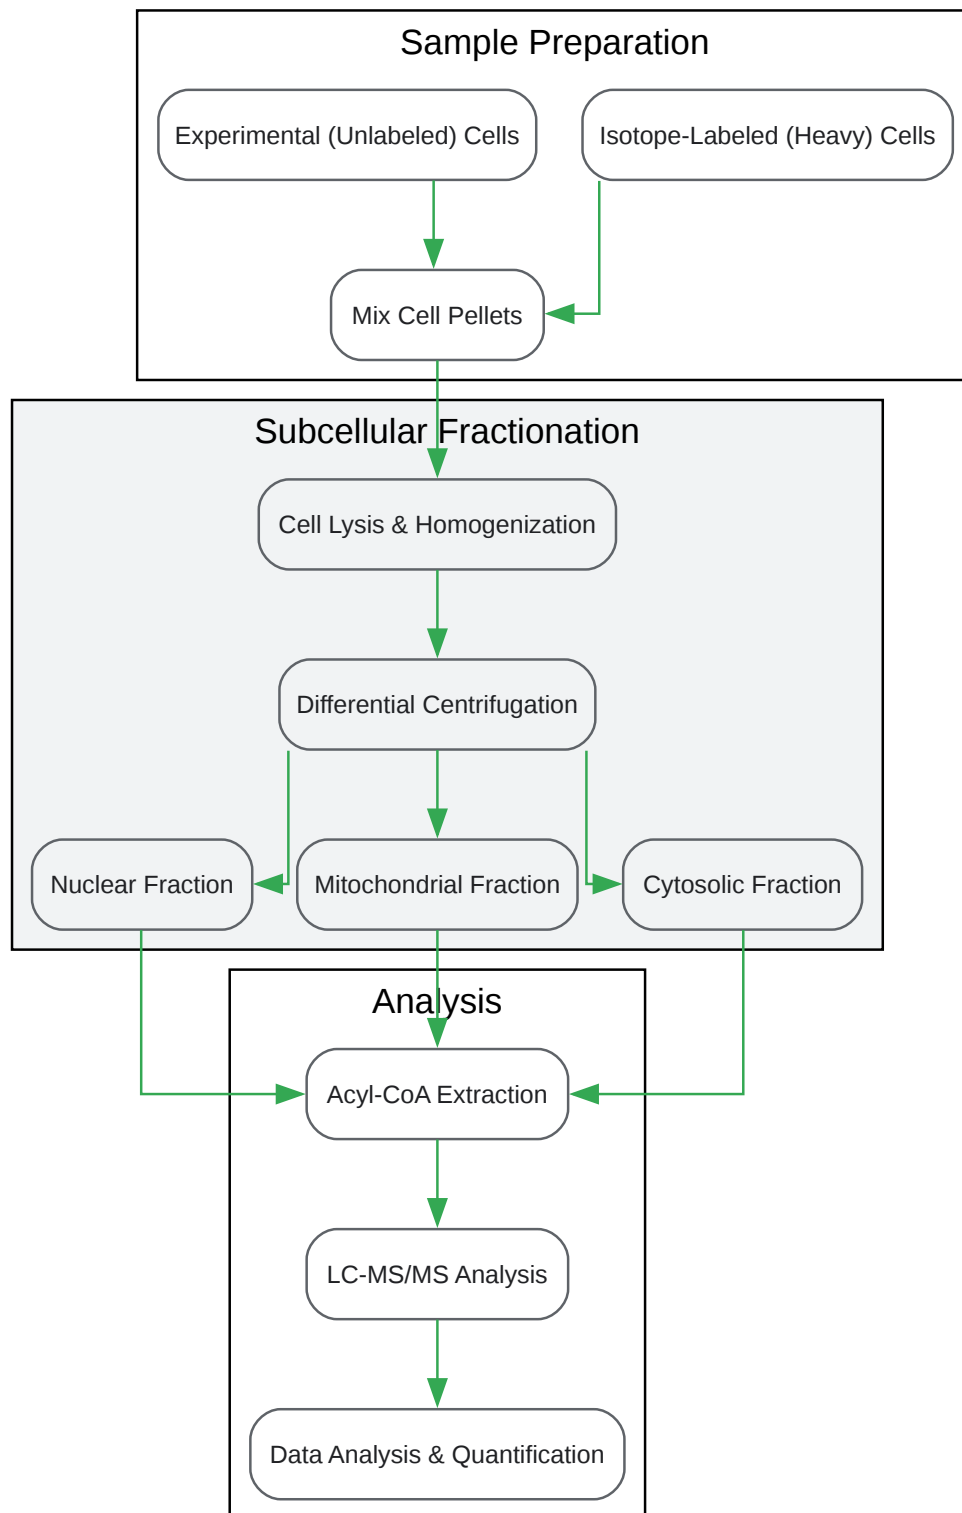 Sample Preparation
Experimental (Unlabeled) Cells
Isotope-Labeled (Heavy) Cells
Mix Cell Pellets
Subcellular Fractionation
Cell Lysis & Homogenization
Differential Centrifugation
Nuclear Fraction
Mitochondrial Fraction
Cytosolic Fraction
Analysis
Acyl-CoA Extraction
LC-MS/MS Analysis
Data Analysis & Quantification